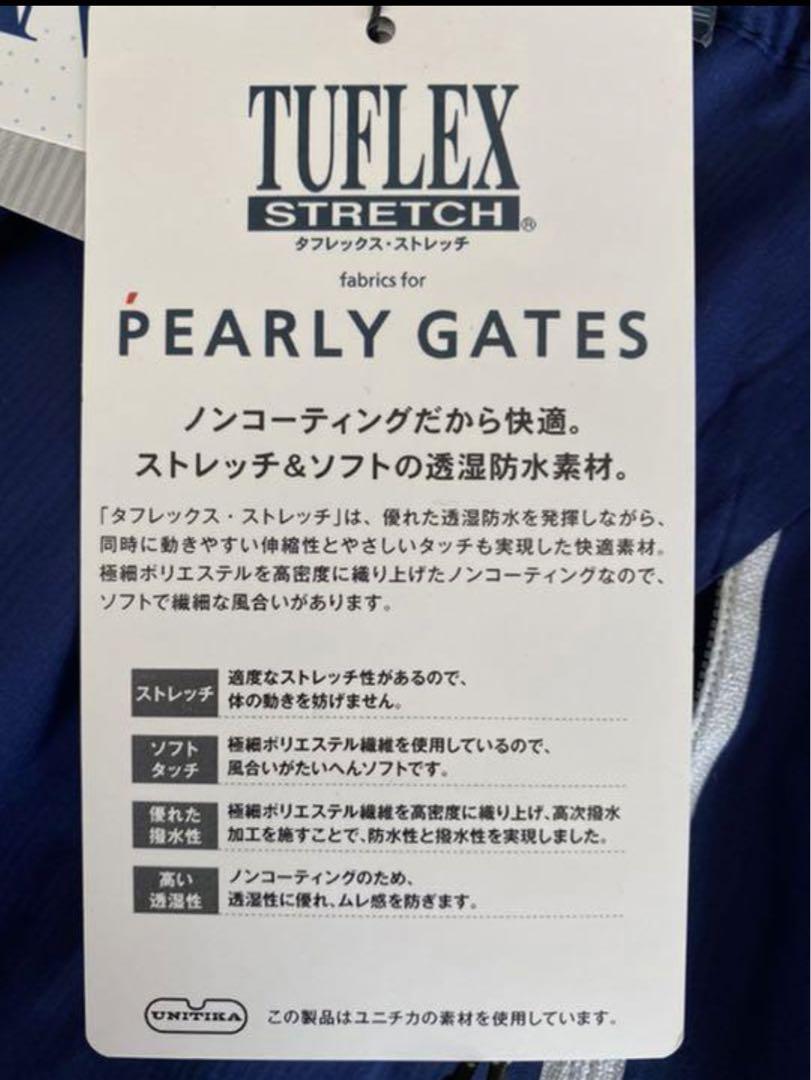 TUFLEX
STRETCH®
タフレックス・ストレッチ
fabrics for
PEARLY GATES
ノンコーティングだから快適。
ストレッチ&ソフトの透湿防水素材。
「タフレックス・ストレッチ」は、優れた透湿防水を発揮しながら、
同時に動きやすい伸縮性とやさしいタッチも実現した快適素材。
極細ポリエステルを高密度に織り上げたノンコーティングなので、
ソフトで繊細な風合いがあります。
ストレッチ
適度なストレッチ性があるので、
体の動きを妨げません。
ソフト
タッチ
極細ポリエステル繊維を使用しているので、
風合いがたいへんソフトです。
優れた
撥水性
極細ポリエステル繊維を高密度に織り上げ、高次撥水
加工を施すことで、防水性と撥水性を実現しました。
高い
透湿性
ノンコーティングのため、
透湿性に優れ、ムレ感を防ぎます。
UNITIKA
この製品はユニチカの素材を使用しています。